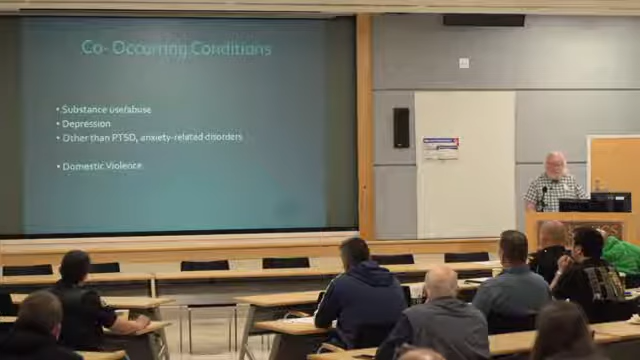 Co- Occurring Conditions
• Substance use/abuse
• Depression
• Other than PTSD, anxiety-related disorders
• Domestic Violence